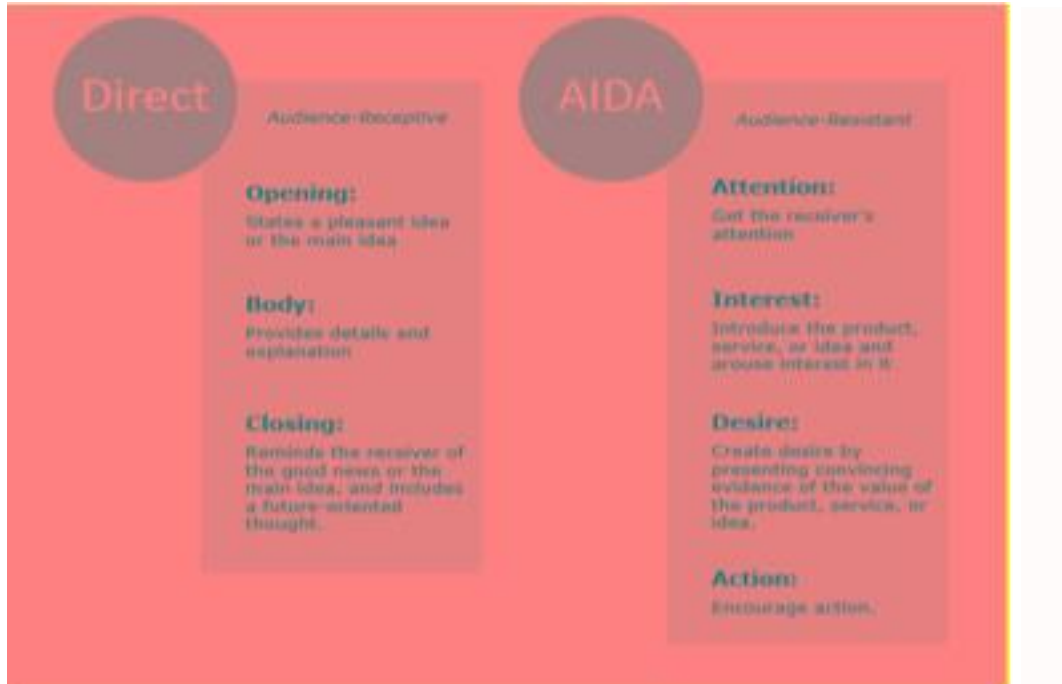 Direct
Audience-Receptive
Opening:
States a pleasant idea
or the main idea
Body:
Provides details and
explanation
Closing:
Reminds the receiver of
the good news or the
main idea, and includes
a future-oriented
thought.
AIDA
Audience-Resistant
Attention:
Get the receiver's
attention
Interest:
Introduce the product,
service, or idea and
arouse interest in it
Desire:
Create desire by
presenting convincing
evidence of the value of
the product, service, or
idea.
Action:
Encourage action.